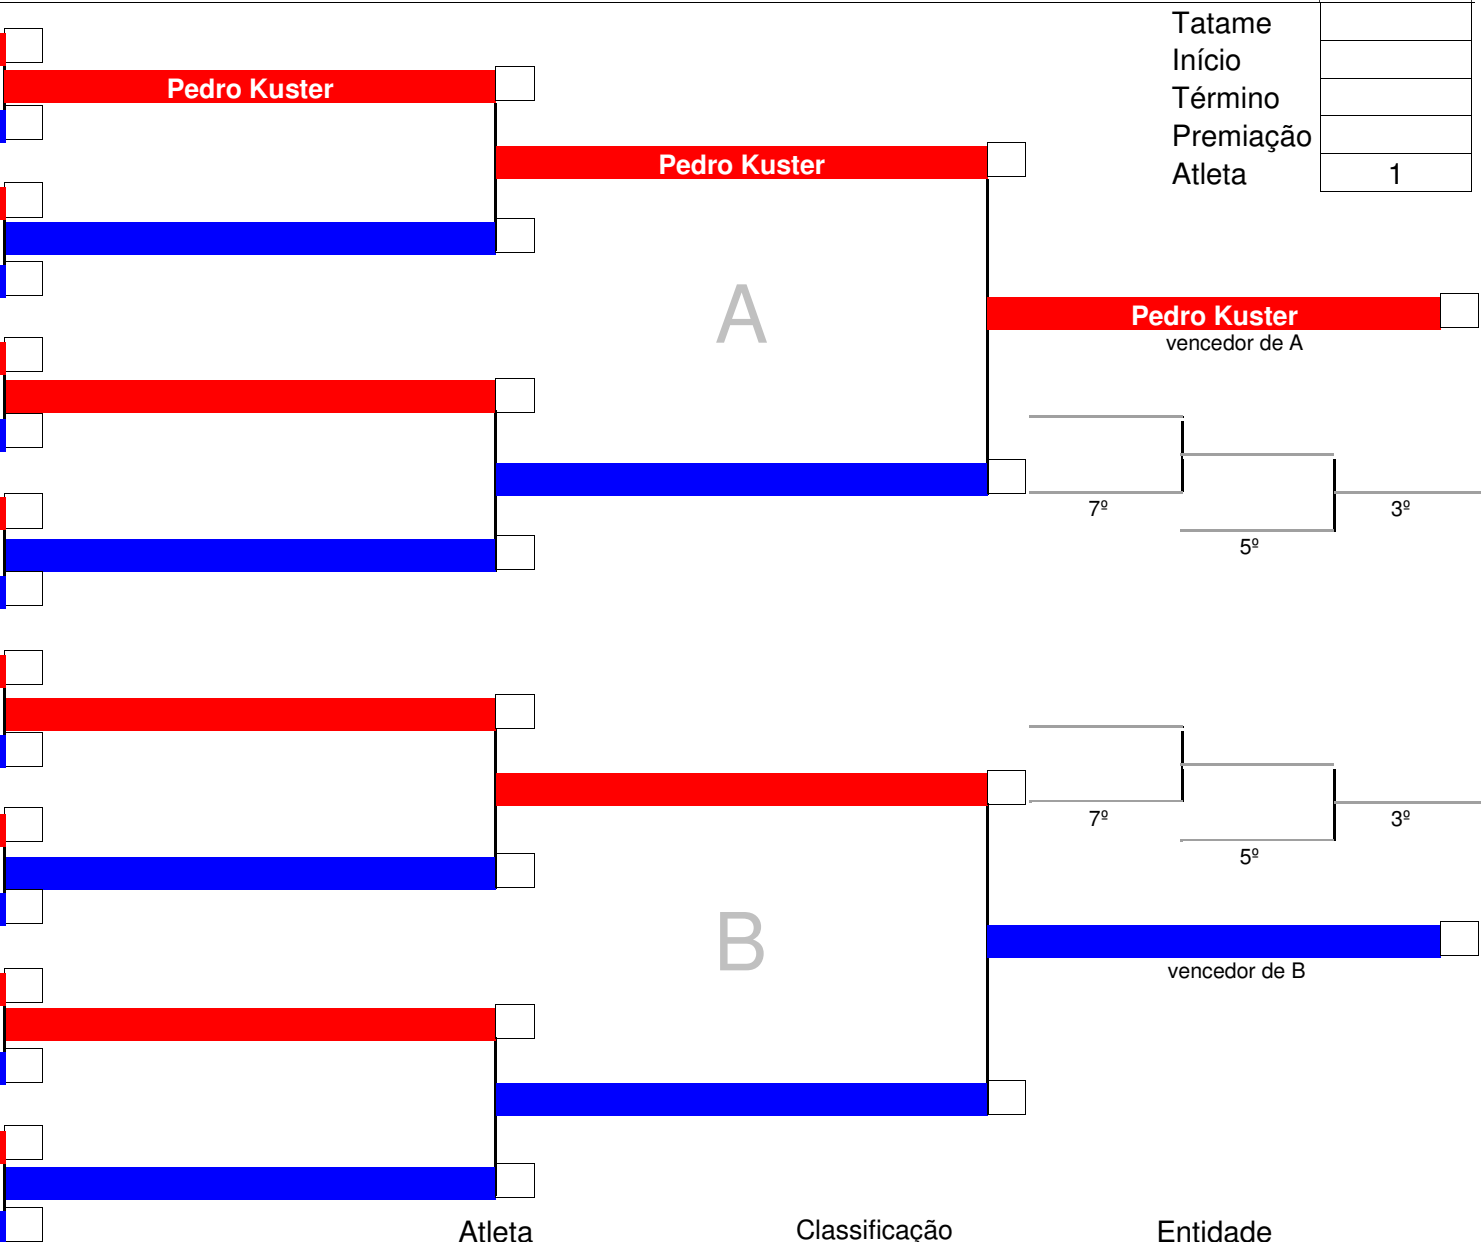 Tatame
Início
Pedro Kuster
Término
Premiação
Pedro Kuster
Atleta 1
A
Pedro Kuster
vencedor de A
7º 3º
5º
7º 3º
5º
B
vencedor de B
Atleta Classificação Entidade